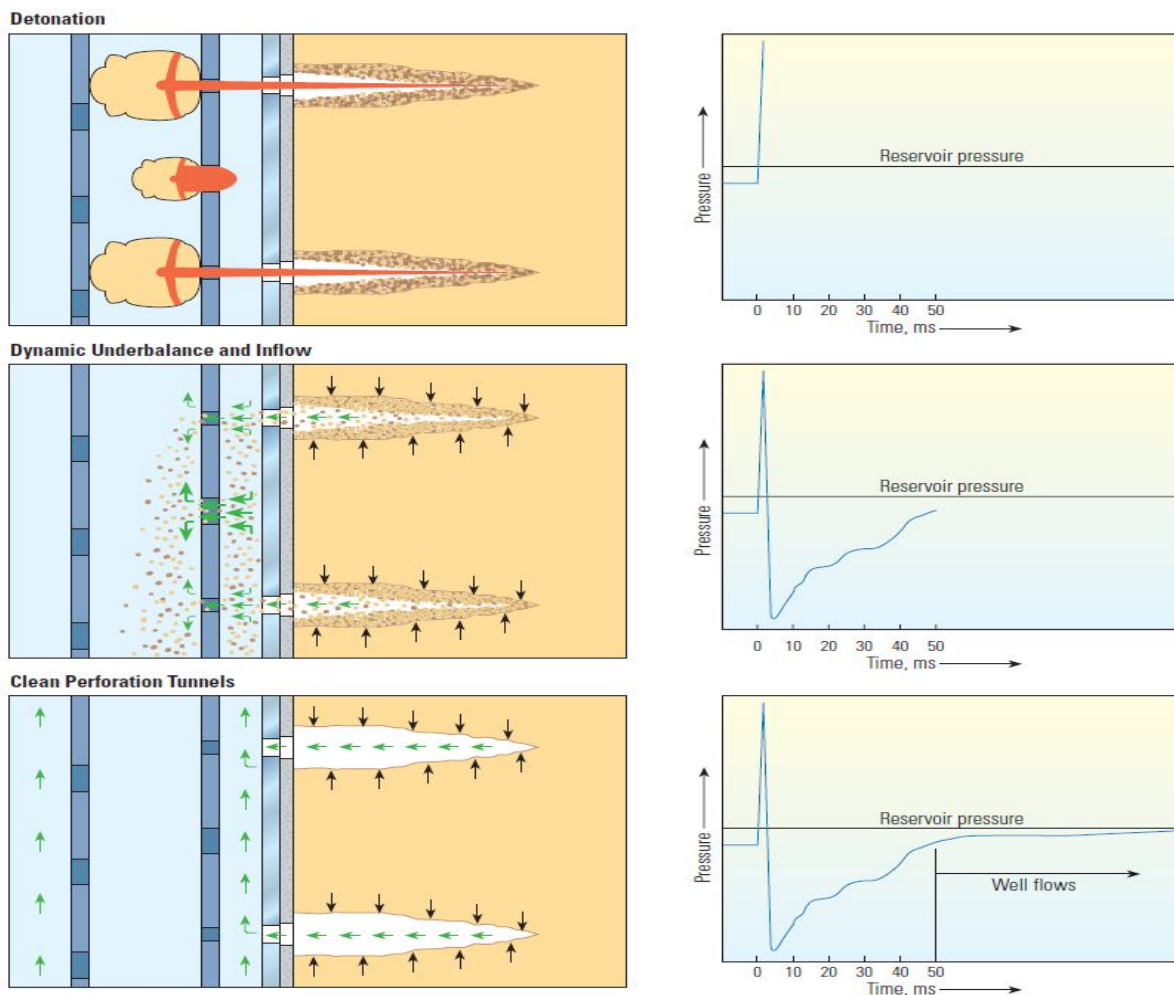 Detonation
Pressure
Reservoir pressure
0 10 20 30 40 50
Time, ms
Dynamic Underbalance and Inflow
Pressure
Reservoir pressure
0 10 20 30 40 50
Time, ms
Clean Perforation Tunnels
Pressure
Reservoir pressure
Well flows
0 10 20 30 40 50
Time, ms